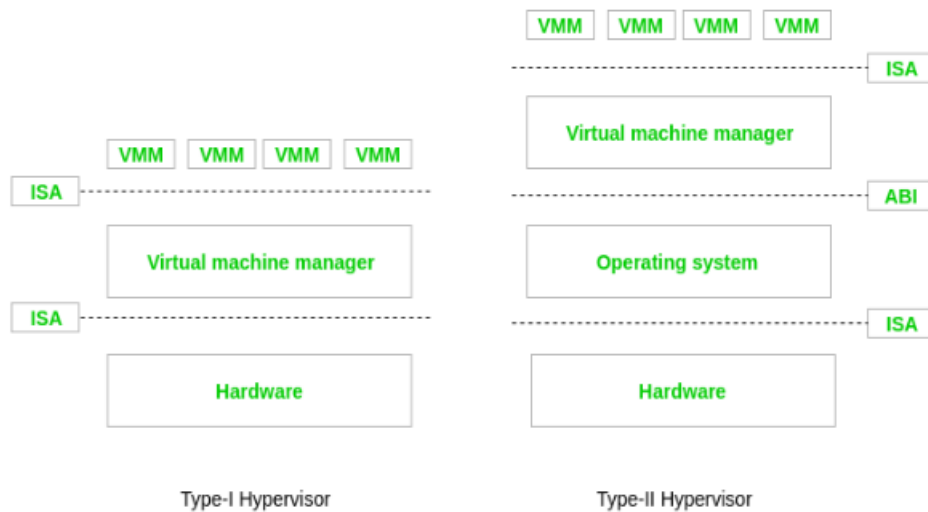 VMM VMM VMM VMM
ISA
Virtual machine manager
ISA
Hardware
Type-I Hypervisor
VMM VMM VMM VMM
ISA
Virtual machine manager
ABI
Operating system
ISA
Hardware
Type-II Hypervisor